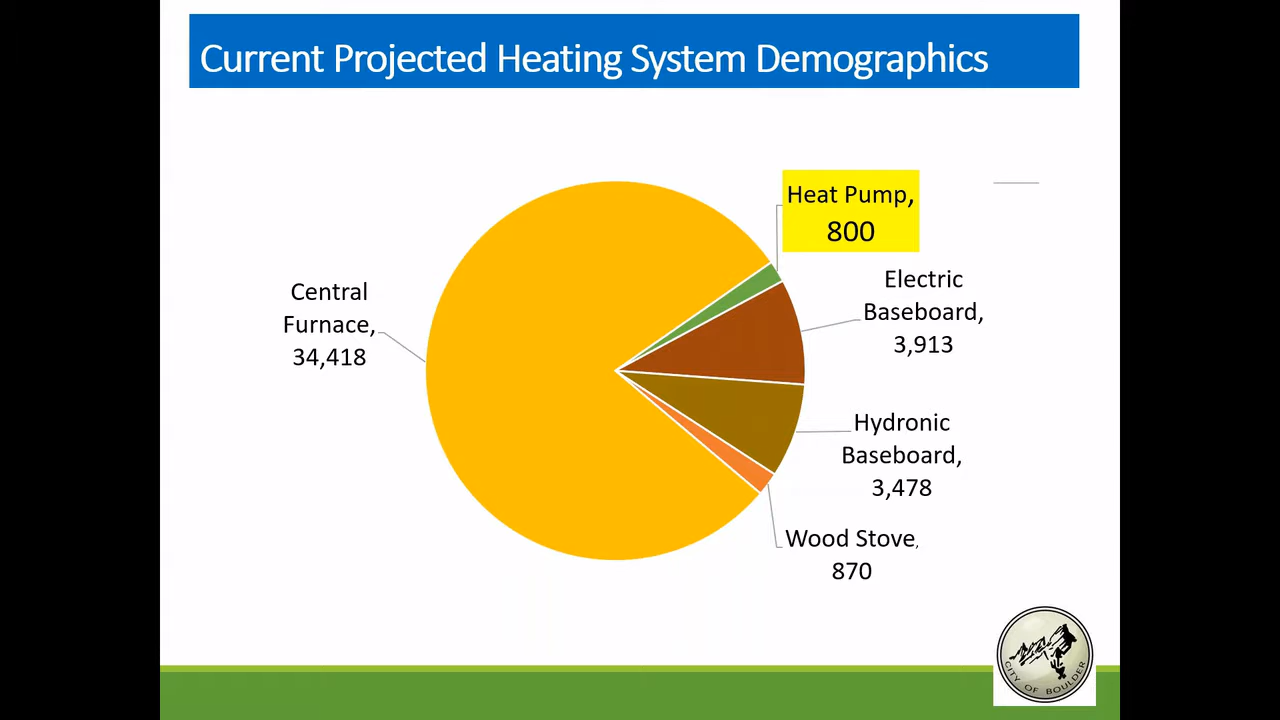 Current Projected Heating System Demographics
Heat Pump,
800
Electric
Baseboard,
3,913
Central
Furnace,
34,418
Hydronic
Baseboard,
3,478
Wood Stove,
870
CITY OF BOULDER